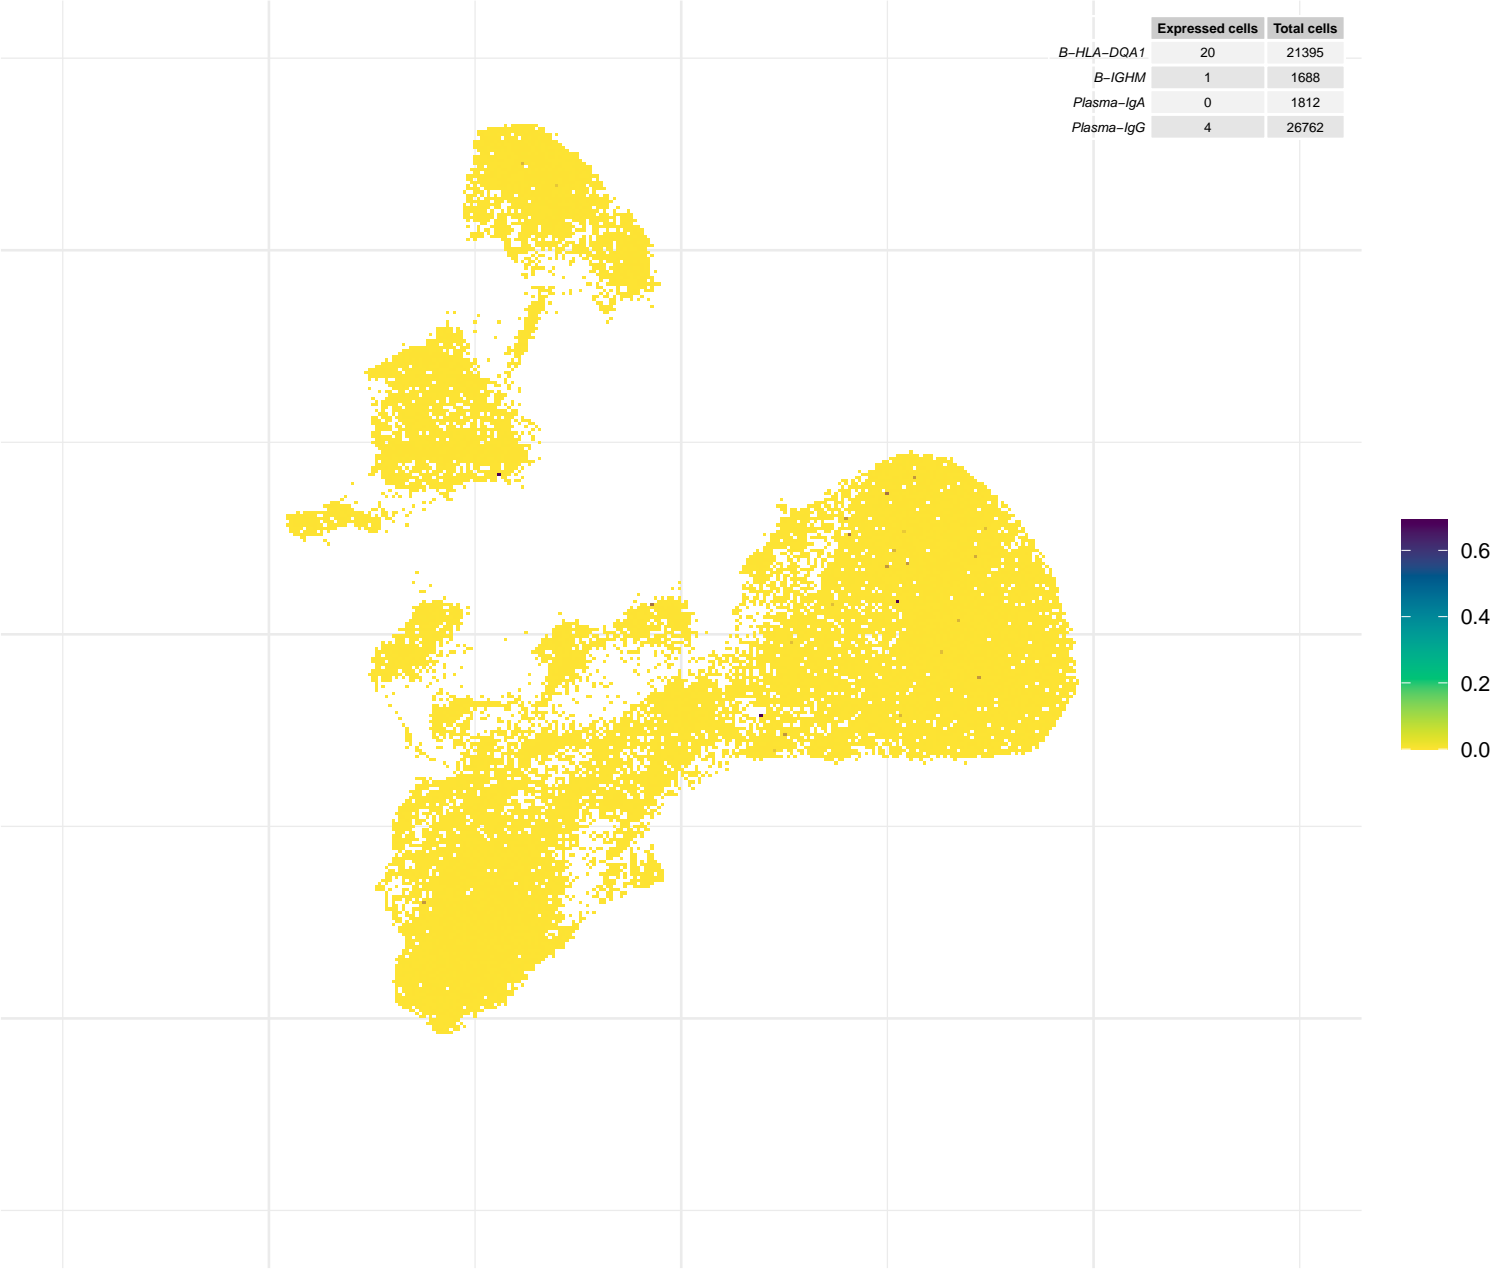 Expressed cells Total cells
B−HLA−DQA1 20 21395
B−IGHM 1 1688
Plasma−IgA 0 1812
Plasma−IgG 4 26762
0.6
0.4
0.2
0.0